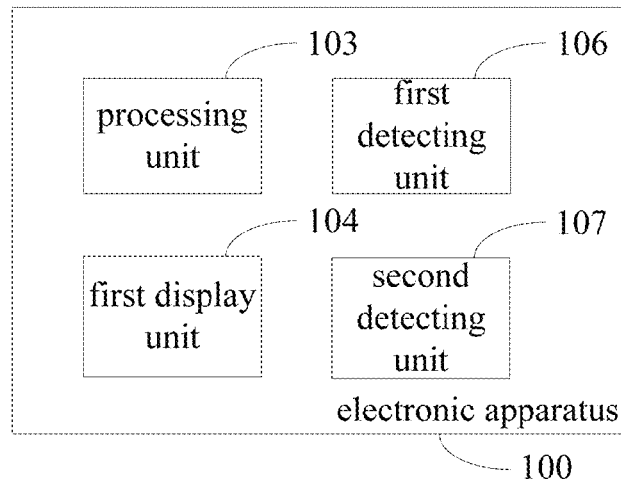 103
106
processing
unit
first
detecting
unit
104
107
first display
unit
second
detecting
unit
electronic apparatus
100